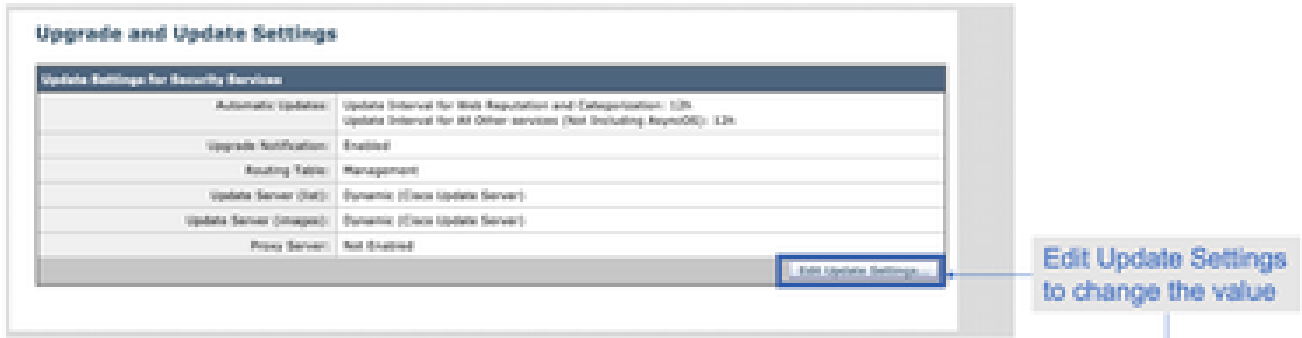 Upgrade and Update Settings
Update Settings for Security Services
Automatic Updates: Update Interval for Web Reputation and Categorization: 12h
Update Interval for All Other services (Not Including AsyncOS): 12h
Upgrade Notification: Enabled
Routing Table: Management
Update Server (list): Dynamic (Cisco Update Server)
Update Server (images): Dynamic (Cisco Update Server)
Proxy Server: Not Enabled
Edit Update Settings...
Edit Update Settings
to change the value